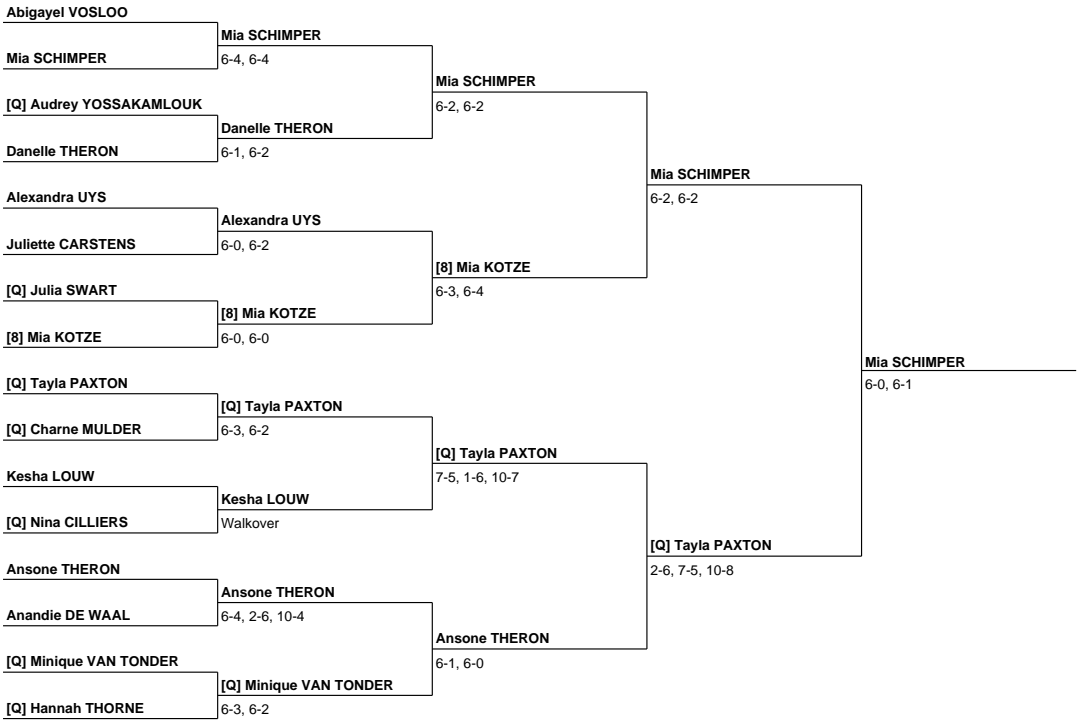 Abigayel VOSLOO
Mia SCHIMPER
[Q] Audrey YOSSAKAMLOUK
Danelle THERON
Alexandra UYS
Juliette CARSTENS
[Q] Julia SWART
[8] Mia KOTZE
[Q] Tayla PAXTON
[Q] Charne MULDER
Kesha LOUW
[Q] Nina CILLIERS
Ansone THERON
Anandie DE WAAL
[Q] Minique VAN TONDER
[Q] Hannah THORNE
Mia SCHIMPER
6-4, 6-4
Danelle THERON
6-1, 6-2
Alexandra UYS
6-0, 6-2
[8] Mia KOTZE
6-0, 6-0
[Q] Tayla PAXTON
6-3, 6-2
Kesha LOUW
Walkover
Ansone THERON
6-4, 2-6, 10-4
[Q] Minique VAN TONDER
6-3, 6-2
Mia SCHIMPER
6-2, 6-2
[8] Mia KOTZE
6-3, 6-4
[Q] Tayla PAXTON
7-5, 1-6, 10-7
Ansone THERON
6-1, 6-0
Mia SCHIMPER
6-2, 6-2
[Q] Tayla PAXTON
2-6, 7-5, 10-8
Mia SCHIMPER
6-0, 6-1